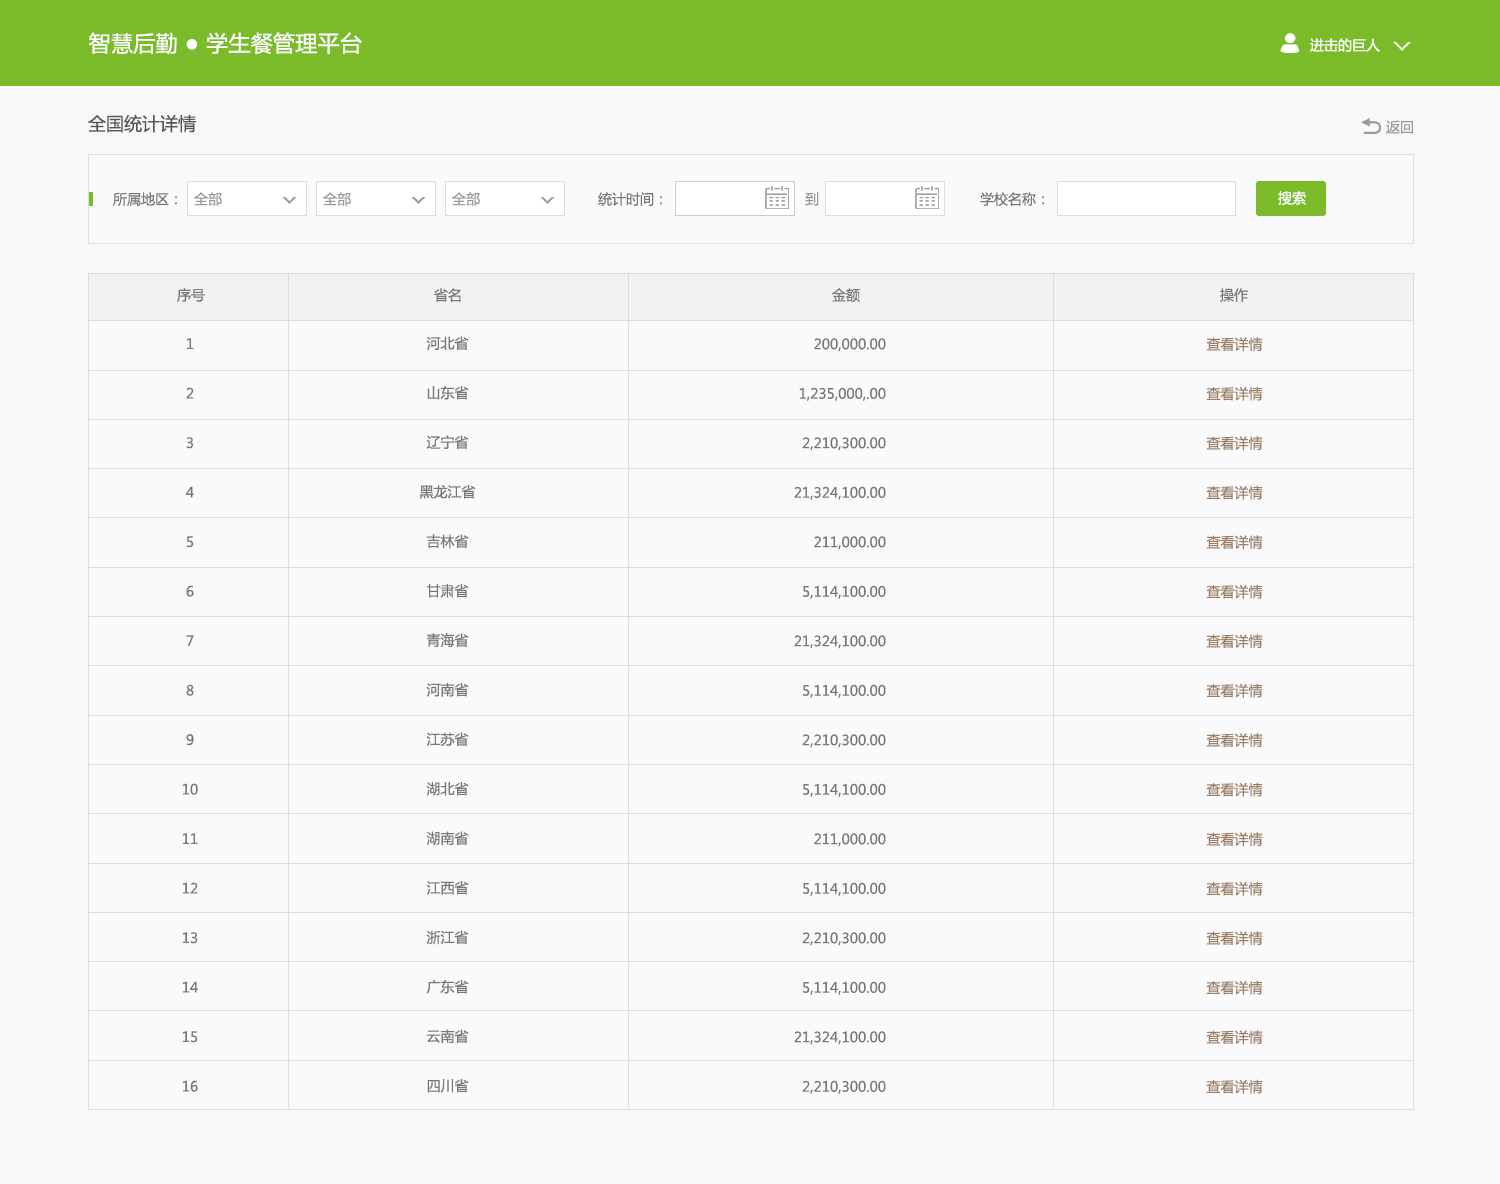 智慧后勤 ● 学生餐管理平台 进击的巨人
全国统计详情 返回
所属地区： 全部 全部 全部 统计时间： 到 学校名称： 搜索
序号 省名 金额 操作
1 河北省 200,000.00 查看详情
2 山东省 1,235,000,.00 查看详情
3 辽宁省 2,210,300.00 查看详情
4 黑龙江省 21,324,100.00 查看详情
5 吉林省 211,000.00 查看详情
6 甘肃省 5,114,100.00 查看详情
7 青海省 21,324,100.00 查看详情
8 河南省 5,114,100.00 查看详情
9 江苏省 2,210,300.00 查看详情
10 湖北省 5,114,100.00 查看详情
11 湖南省 211,000.00 查看详情
12 江西省 5,114,100.00 查看详情
13 浙江省 2,210,300.00 查看详情
14 广东省 5,114,100.00 查看详情
15 云南省 21,324,100.00 查看详情
16 四川省 2,210,300.00 查看详情